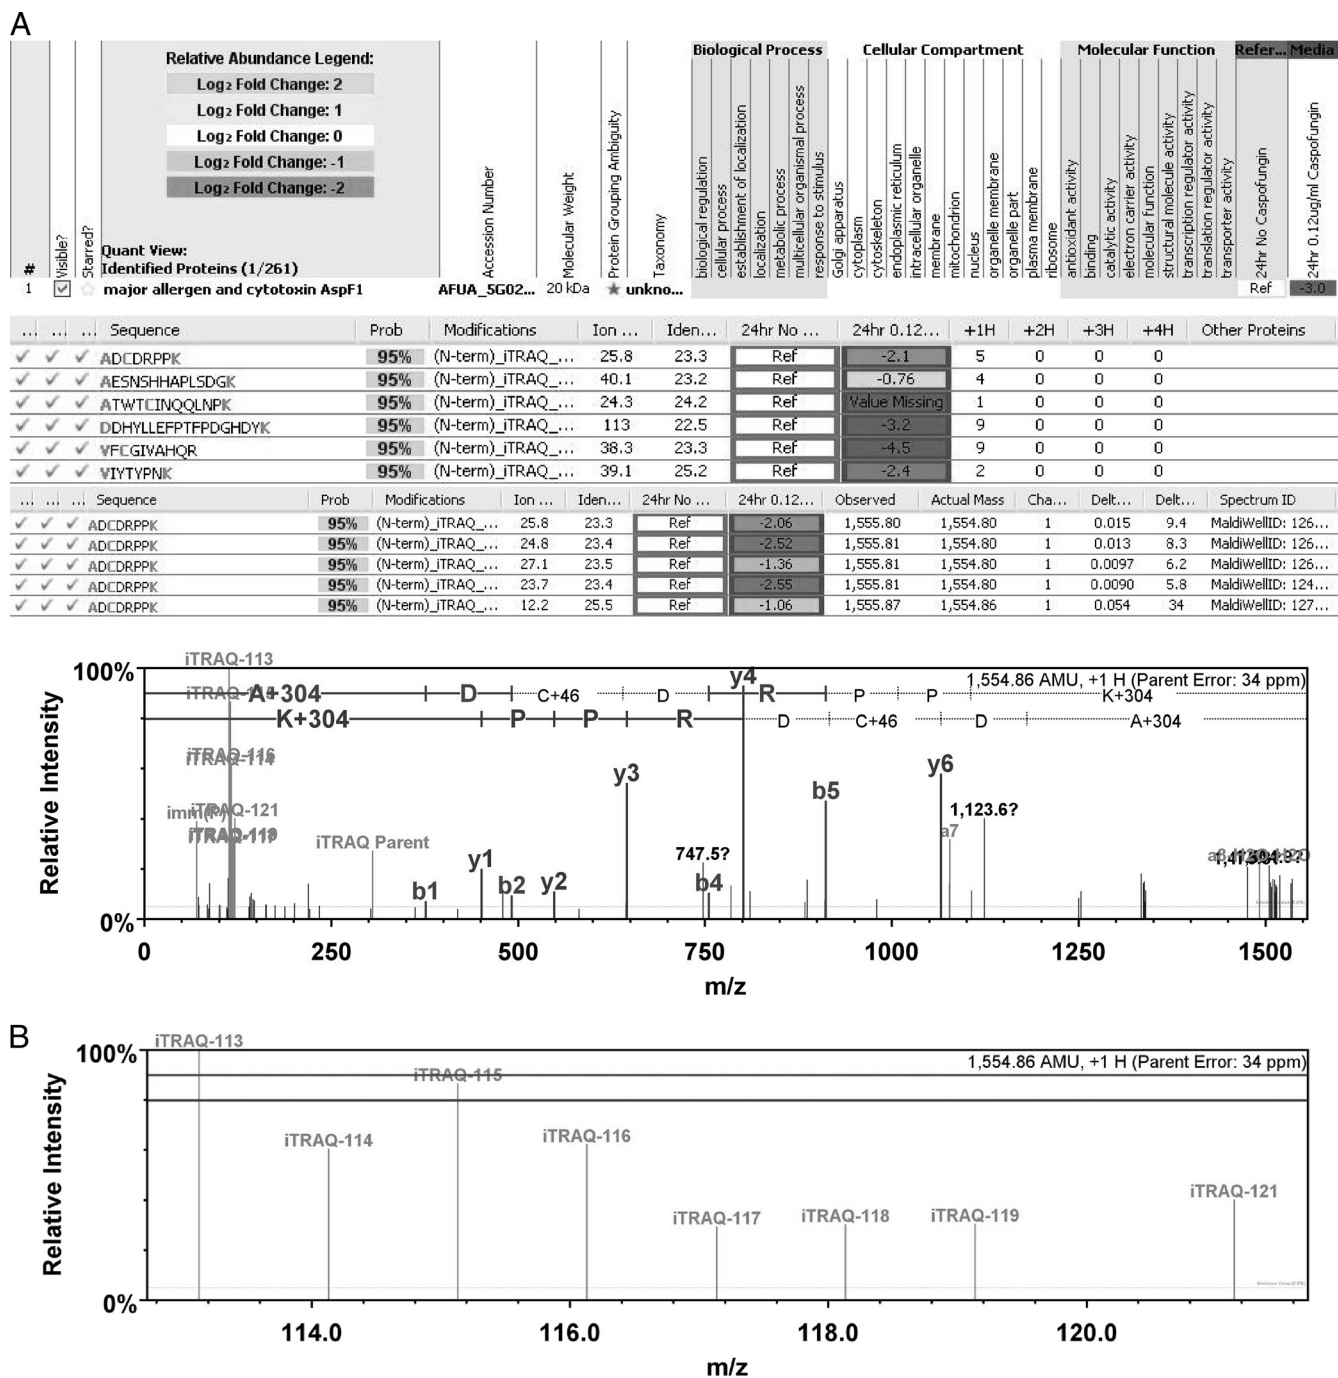 A
Relative Abundance Legend:
Log₂ Fold Change: 2
Log₂ Fold Change: 1
Log₂ Fold Change: 0
Log₂ Fold Change: -1
Log₂ Fold Change: -2
Quant View:
Identified Proteins (1/261)
#
Visible?
Starred?
Accession Number
Molecular Weight
Protein Grouping Ambiguity
Taxonomy
Biological Process
biological regulation
cellular process
establishment of localization
localization
metabolic process
multicellular organismal process
response to stimulus
Cellular Compartment
Golgi apparatus
cytoplasm
cytoskeleton
endoplasmic reticulum
intracellular organelle
membrane
mitochondrion
nucleus
organelle membrane
organelle part
plasma membrane
ribosome
Molecular Function
antioxidant activity
binding
catalytic activity
electron carrier activity
molecular function
structural molecule activity
transcription regulator activity
translation regulator activity
transporter activity
Refer...
24hr No Caspofungin
Media
24hr 0.12ug/ml Caspofungin
1 major allergen and cytotoxin AspF1 AFUA_5G02... 20 kDa ★ unkno... Ref -3.0
... ... ... Sequence Prob Modifications Ion ... Iden... 24hr No ... 24hr 0.12... +1H +2H +3H +4H Other Proteins
ADCDRPPK 95% (N-term)_iTRAQ_... 25.8 23.3 Ref -2.1 5 0 0 0
AESNSHHAPLSDGK 95% (N-term)_iTRAQ_... 40.1 23.2 Ref -0.76 4 0 0 0
ATWTCINQQLNPK 95% (N-term)_iTRAQ_... 24.3 24.2 Ref Value Missing 1 0 0 0
DDHYLLEFPTFPDGHDYK 95% (N-term)_iTRAQ_... 113 22.5 Ref -3.2 9 0 0 0
VFCGIVAHQR 95% (N-term)_iTRAQ_... 38.3 23.3 Ref -4.5 9 0 0 0
VIYTYPNK 95% (N-term)_iTRAQ_... 39.1 25.2 Ref -2.4 2 0 0 0
... ... ... Sequence Prob Modifications Ion ... Iden... 24hr No ... 24hr 0.12... Observed Actual Mass Cha... Delt... Delt... Spectrum ID
ADCDRPPK 95% (N-term)_iTRAQ_... 25.8 23.3 Ref -2.06 1,555.80 1,554.80 1 0.015 9.4 MaldiWellID: 126...
ADCDRPPK 95% (N-term)_iTRAQ_... 24.8 23.4 Ref -2.52 1,555.81 1,554.80 1 0.013 8.3 MaldiWellID: 126...
ADCDRPPK 95% (N-term)_iTRAQ_... 27.1 23.5 Ref -1.36 1,555.81 1,554.80 1 0.0097 6.2 MaldiWellID: 126...
ADCDRPPK 95% (N-term)_iTRAQ_... 23.7 23.4 Ref -2.55 1,555.81 1,554.80 1 0.0090 5.8 MaldiWellID: 124...
ADCDRPPK 95% (N-term)_iTRAQ_... 12.2 25.5 Ref -1.06 1,555.87 1,554.86 1 0.054 34 MaldiWellID: 127...
iTRAQ-113
100%
1,554.86 AMU, +1 H (Parent Error: 34 ppm)
A+304 D C+46 D R P P K+304
K+304 P P R D C+46 D A+304
y4
iTRAQ-116
iTRAQ-114
y3
y6
b5
iTRAQ-121
1,123.6?
a7
iTRAQ Parent
747.5?
y1
b1
b2
y2
b4
Relative Intensity
0%
0 250 500 750 1000 1250 1500
m/z
B
iTRAQ-113
100%
1,554.86 AMU, +1 H (Parent Error: 34 ppm)
iTRAQ-115
iTRAQ-114
iTRAQ-116
iTRAQ-121
iTRAQ-117
iTRAQ-118
iTRAQ-119
Relative Intensity
0%
114.0 116.0 118.0 120.0
m/z